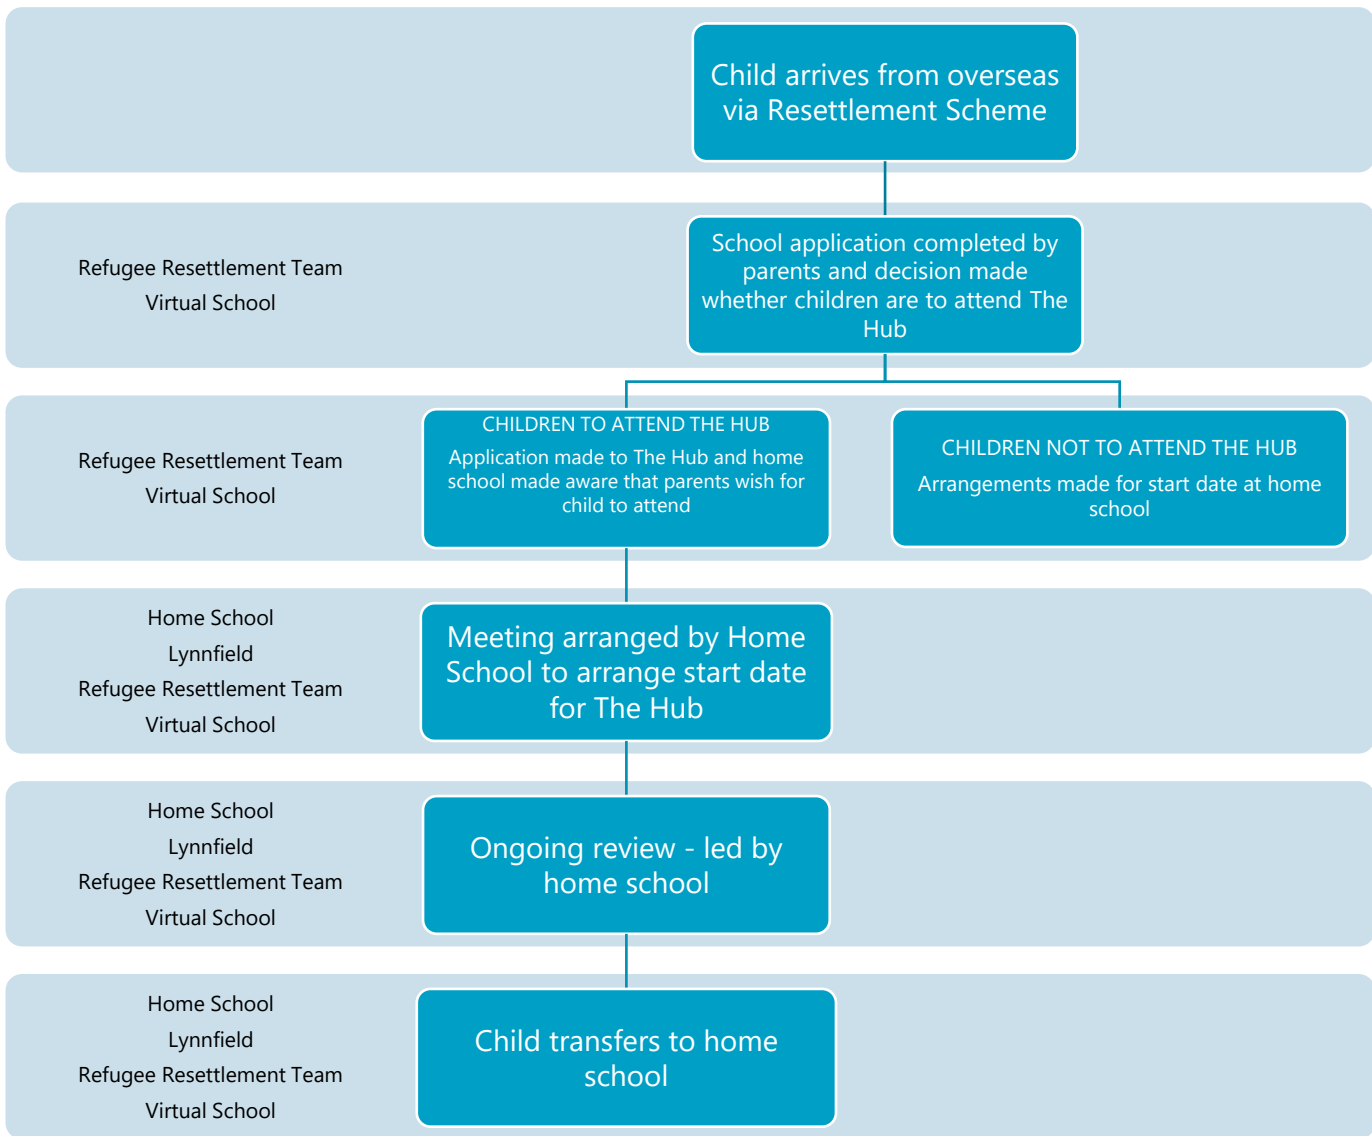 Child arrives from overseas
via Resettlement Scheme
Refugee Resettlement Team
Virtual School
School application completed by
parents and decision made
whether children are to attend The
Hub
Refugee Resettlement Team
Virtual School
CHILDREN TO ATTEND THE HUB
Application made to The Hub and home
school made aware that parents wish for
child to attend
CHILDREN NOT TO ATTEND THE HUB
Arrangements made for start date at home
school
Home School
Lynnfield
Refugee Resettlement Team
Virtual School
Meeting arranged by Home
School to arrange start date
for The Hub
Home School
Lynnfield
Refugee Resettlement Team
Virtual School
Ongoing review - led by
home school
Home School
Lynnfield
Refugee Resettlement Team
Virtual School
Child transfers to home
school